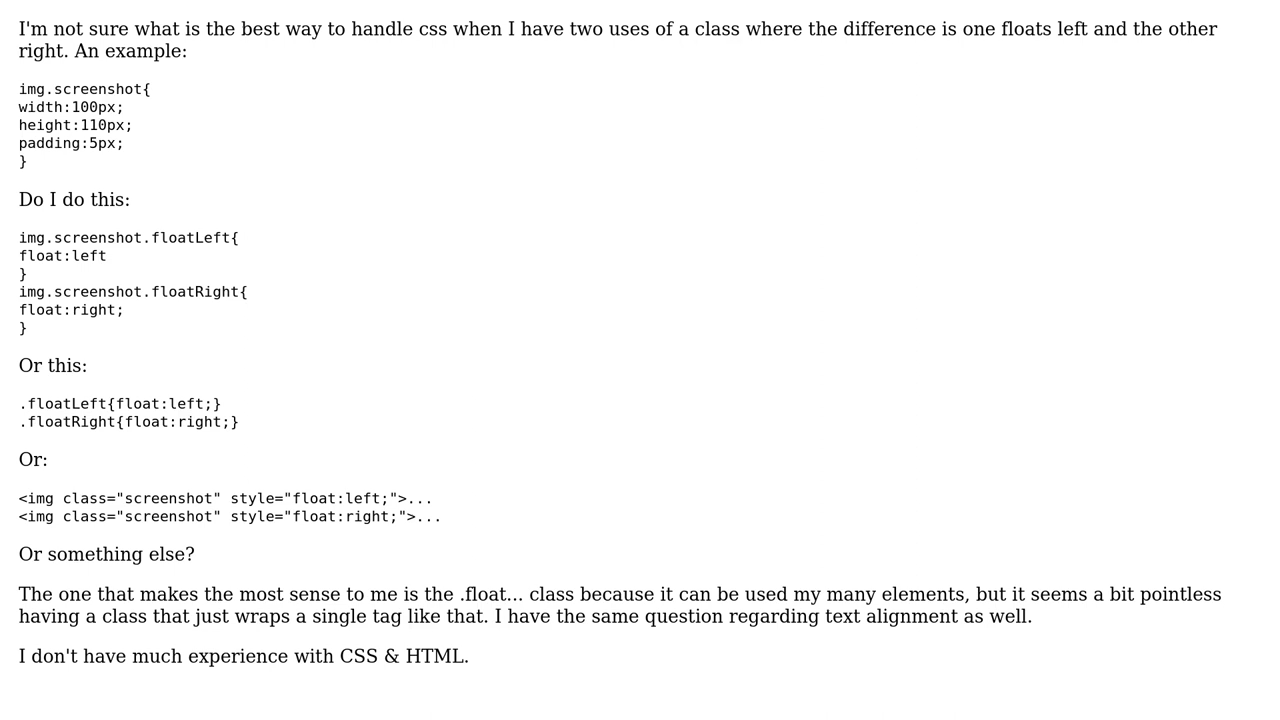 I'm not sure what is the best way to handle css when I have two uses of a class where the difference is one floats left and the other
right. An example:
img.screenshot{
width:100px;
height:110px;
padding:5px;
}
Do I do this:
img.screenshot.floatLeft{
float:left
}
img.screenshot.floatRight{
float:right;
}
Or this:
.floatLeft{float:left;}
.floatRight{float:right;}
Or:
<img class="screenshot" style="float:left;">...
<img class="screenshot" style="float:right;">...
Or something else?
The one that makes the most sense to me is the .float... class because it can be used my many elements, but it seems a bit pointless
having a class that just wraps a single tag like that. I have the same question regarding text alignment as well.
I don't have much experience with CSS & HTML.